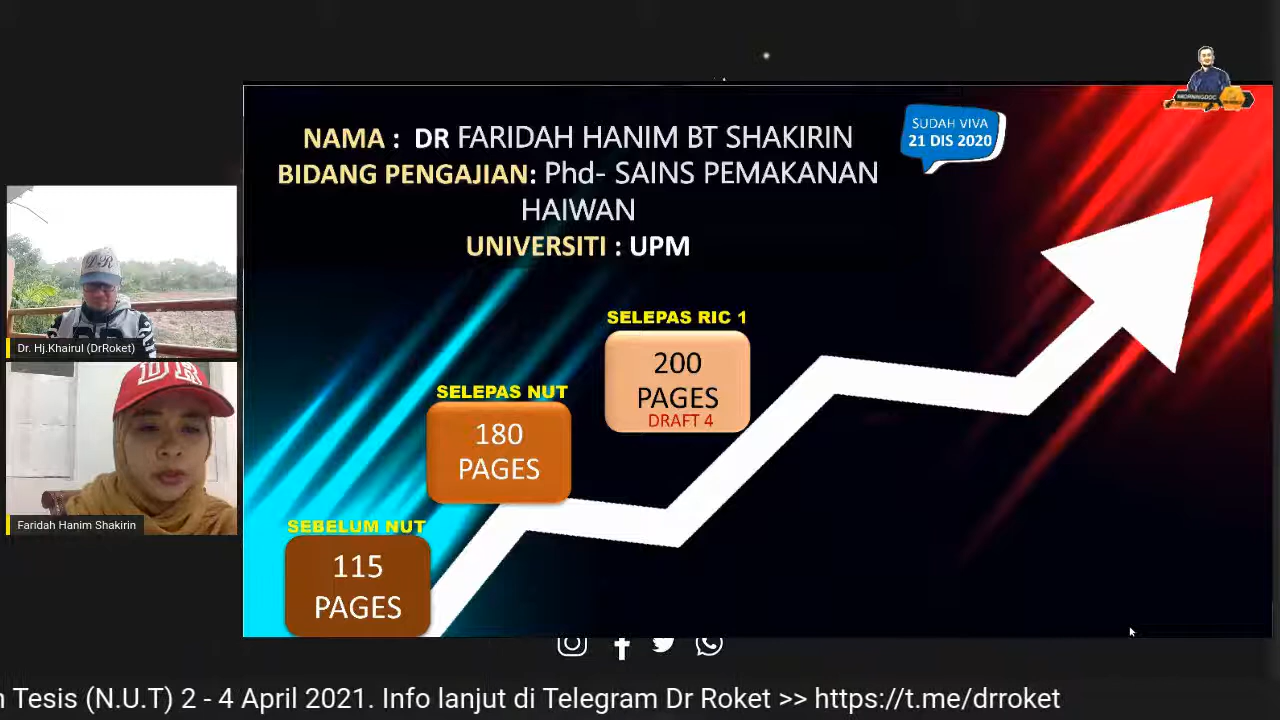 NAMA : DR FARIDAH HANIM BT SHAKIRIN
BIDANG PENGAJIAN: Phd- SAINS PEMAKANAN
HAIWAN
UNIVERSITI : UPM
SUDAH VIVA
21 DIS 2020
SELEPAS RIC 1
200
PAGES
DRAFT 4
SELEPAS NUT
180
PAGES
SEBELUM NUT
115
PAGES
DR
Dr. Hj.Khairul (DrRoket)
DR
Faridah Hanim Shakirin
Tesis (N.U.T) 2 - 4 April 2021. Info lanjut di Telegram Dr Roket >> https://t.me/drroket